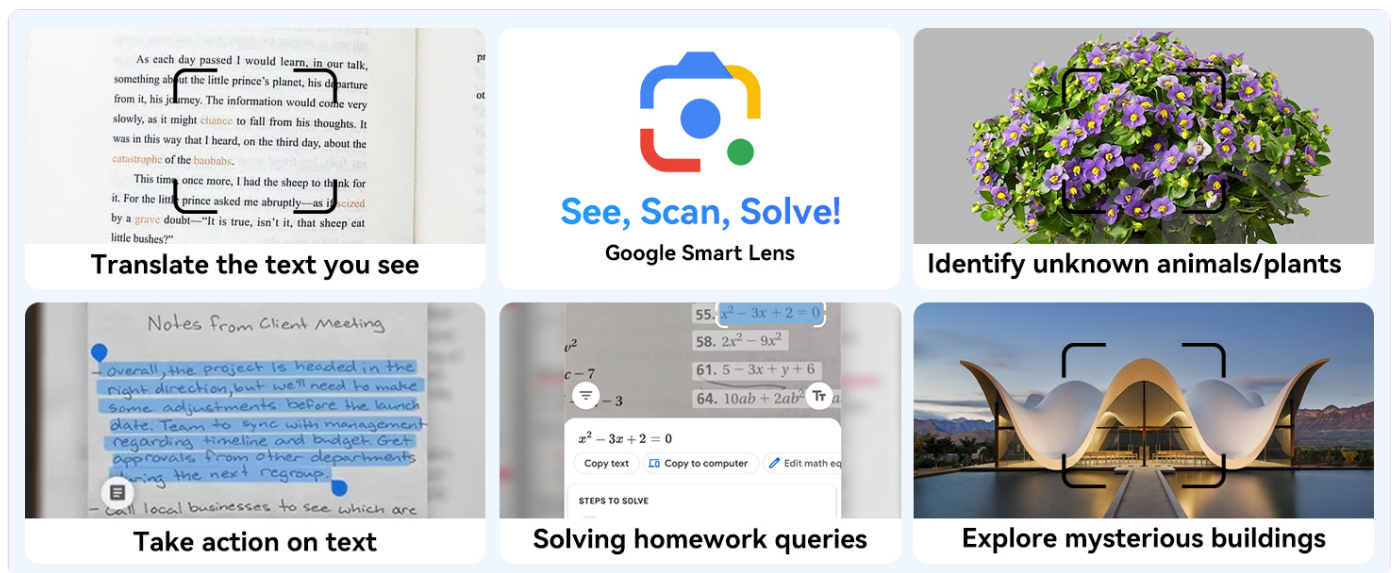 As each day passed I would learn, in our talk,
something about the little prince's planet, his departure
from it, his journey. The information would come very
slowly, as it might chance to fall from his thoughts. It
was in this way that I heard, on the third day, about the
catastrophe of the baobabs.
This time, once more, I had the sheep to think for
it. For the little prince asked me abruptly—as if seized
by a grave doubt—"It is true, isn't it, that sheep eat
little bushes?"
Translate the text you see
See, Scan, Solve!
Google Smart Lens
Identify unknown animals/plants
Notes from Client Meeting
- Overall, the project is headed in the
right direction, but we'll need to make
some adjustments before the launch
date. Team to sync with management
regarding timeline and budget. Get
approvals from other departments
during the next regroup.
- Call local businesses to see which are
Take action on text
55. x² − 3x + 2 = 0
58. 2x² − 9x²
61. 5 − 3x + y + 6
64. 10ab + 2ab²
x² − 3x + 2 = 0
Copy text
Copy to computer
Edit math eq
STEPS TO SOLVE
Solving homework queries
Explore mysterious buildings